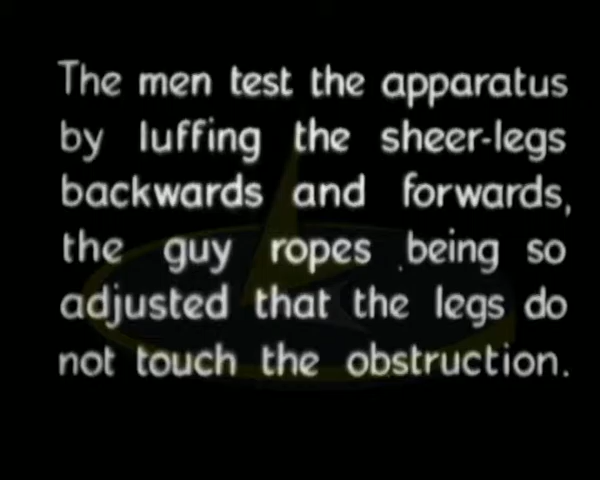 The men test the apparatus
by luffing the sheer-legs
backwards and forwards,
the guy ropes being so
adjusted that the legs do
not touch the obstruction.